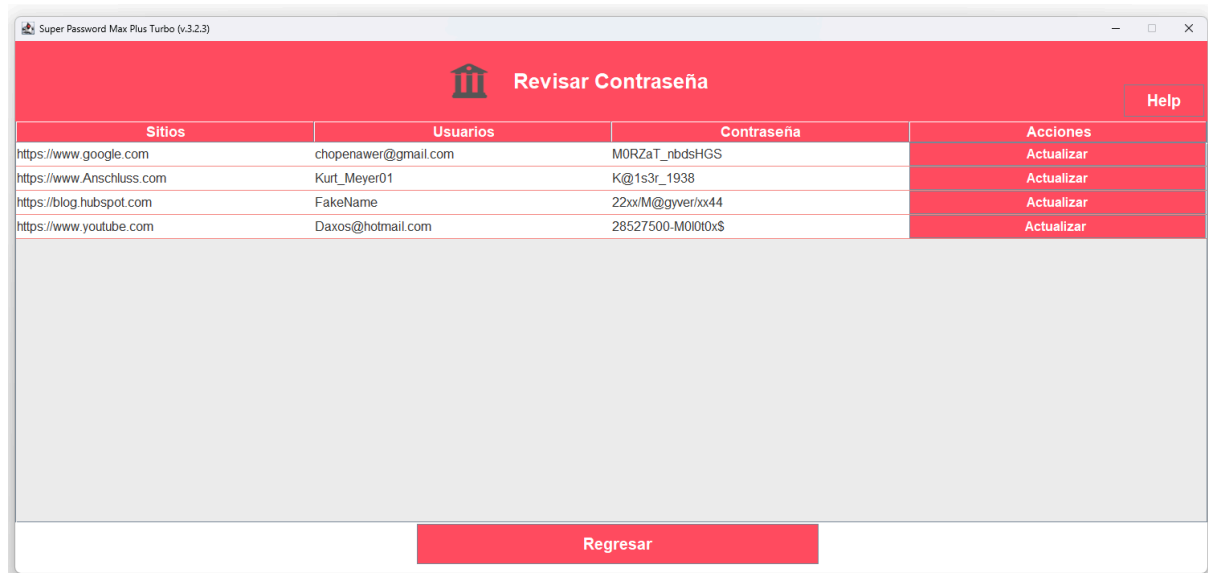 Super Password Max Plus Turbo (v.3.2.3)
Revisar Contraseña
Help
Sitios Usuarios Contraseña Acciones
https://www.google.com chopenawer@gmail.com M0RZaT_nbdsHGS Actualizar
https://www.Anschluss.com Kurt_Meyer01 K@1s3r_1938 Actualizar
https://blog.hubspot.com FakeName 22xx/M@gyver/xx44 Actualizar
https://www.youtube.com Daxos@hotmail.com 28527500-M0l0t0x$ Actualizar
Regresar